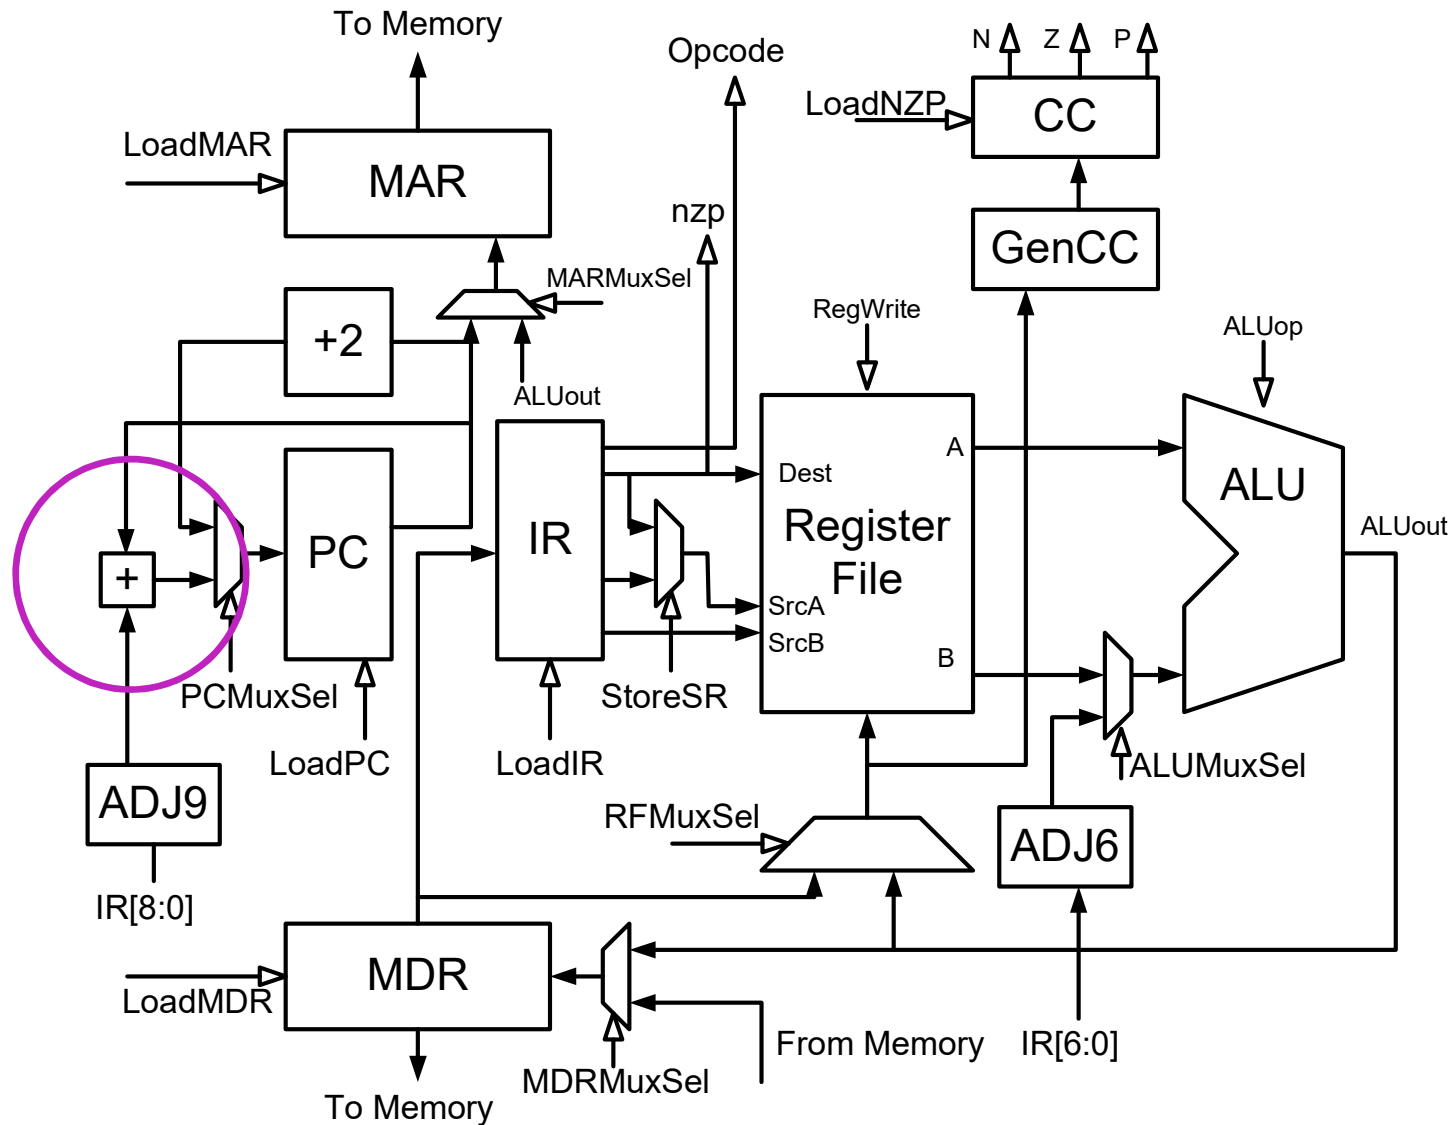 To Memory
Opcode
N
Z
P
LoadNZP
CC
LoadMAR
MAR
nzp
GenCC
MARMuxSel
+2
RegWrite
ALUop
ALUout
A
Dest
ALU
Register
File
IR
PC
+
ALUout
SrcA
SrcB
B
PCMuxSel
StoreSR
LoadPC
LoadIR
ALUMuxSel
ADJ9
RFMuxSel
ADJ6
IR[8:0]
MDR
LoadMDR
From Memory
IR[6:0]
MDRMuxSel
To Memory